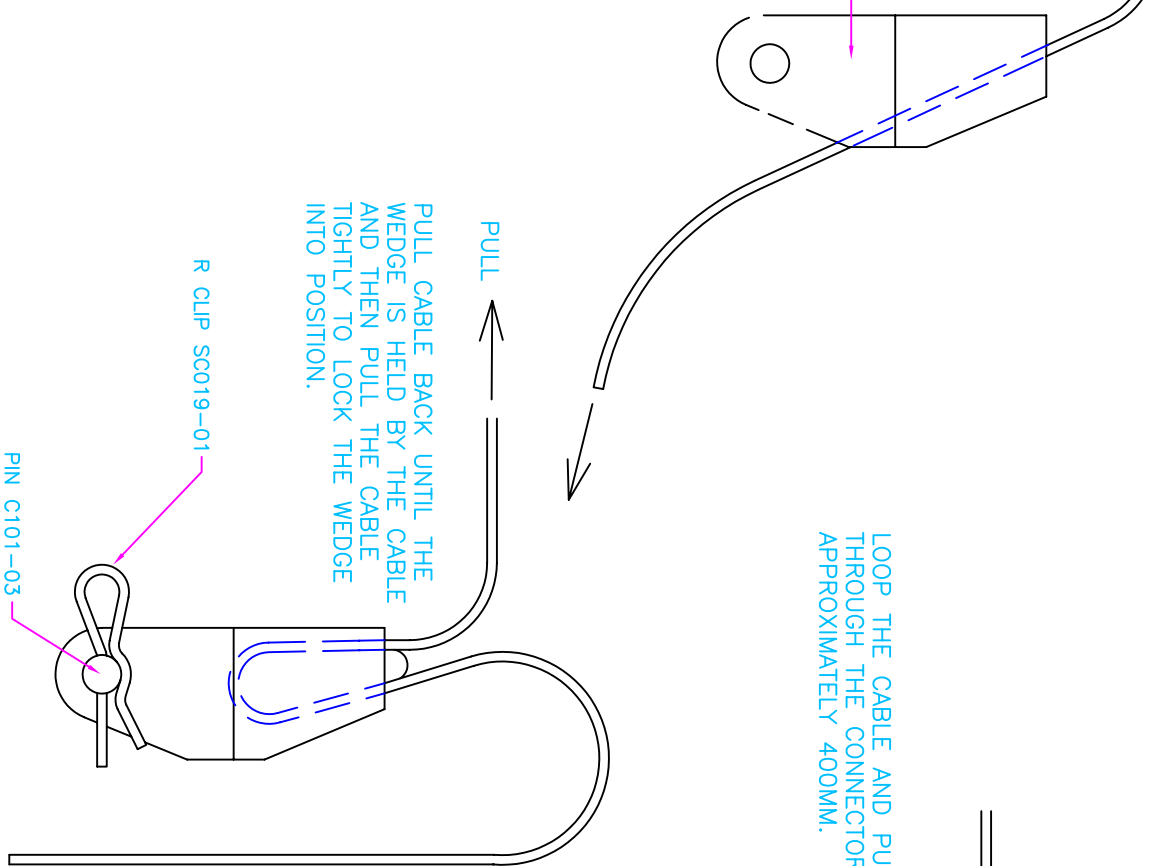 LOOP THE CABLE AND PU
THROUGH THE CONNECTOR
APPROXIMATELY 400MM.
PULL
PULL CABLE BACK UNTIL THE
WEDGE IS HELD BY THE CABLE
AND THEN PULL THE CABLE
TIGHTLY TO LOCK THE WEDGE
INTO POSITION.
R CLIP SC019-01
PIN C101-03